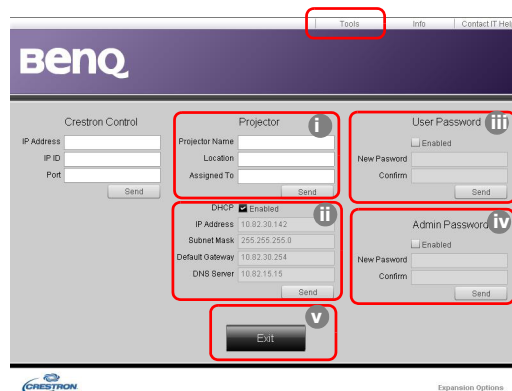 Tools Info Contact IT Help
BenQ
Crestron Control
IP Address
IP ID
Port
Send
Projector
i
Projector Name
Location
Assigned To
Send
ii
DHCP Enabled
IP Address 10.82.30.142
Subnet Mask 255.255.255.0
Default Gateway 10.82.30.254
DNS Server 10.82.15.15
Send
User Password
iii
Enabled
New Pasword
Confirm
Send
Admin Password
iv
Enabled
New Pasword
Confirm
Send
v
Exit
CRESTRON
Expansion Options